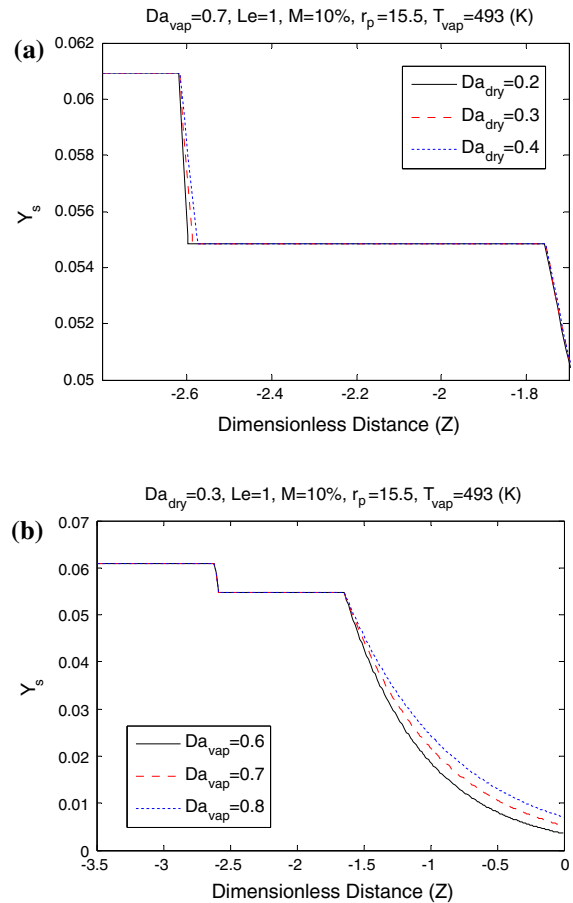 Da_vap=0.7, Le=1, M=10%, r_p=15.5, T_vap=493 (K)
(a)
0.062
0.06
0.058
0.056
0.054
0.052
0.05
Y_s
Da_dry=0.2
Da_dry=0.3
Da_dry=0.4
-2.6 -2.4 -2.2 -2 -1.8
Dimensionless Distance (Z)
Da_dry=0.3, Le=1, M=10%, r_p=15.5, T_vap=493 (K)
(b)
0.07
0.06
0.05
0.04
0.03
0.02
0.01
0
Y_s
Da_vap=0.6
Da_vap=0.7
Da_vap=0.8
-3.5 -3 -2.5 -2 -1.5 -1 -0.5 0
Dimensionless Distance (Z)